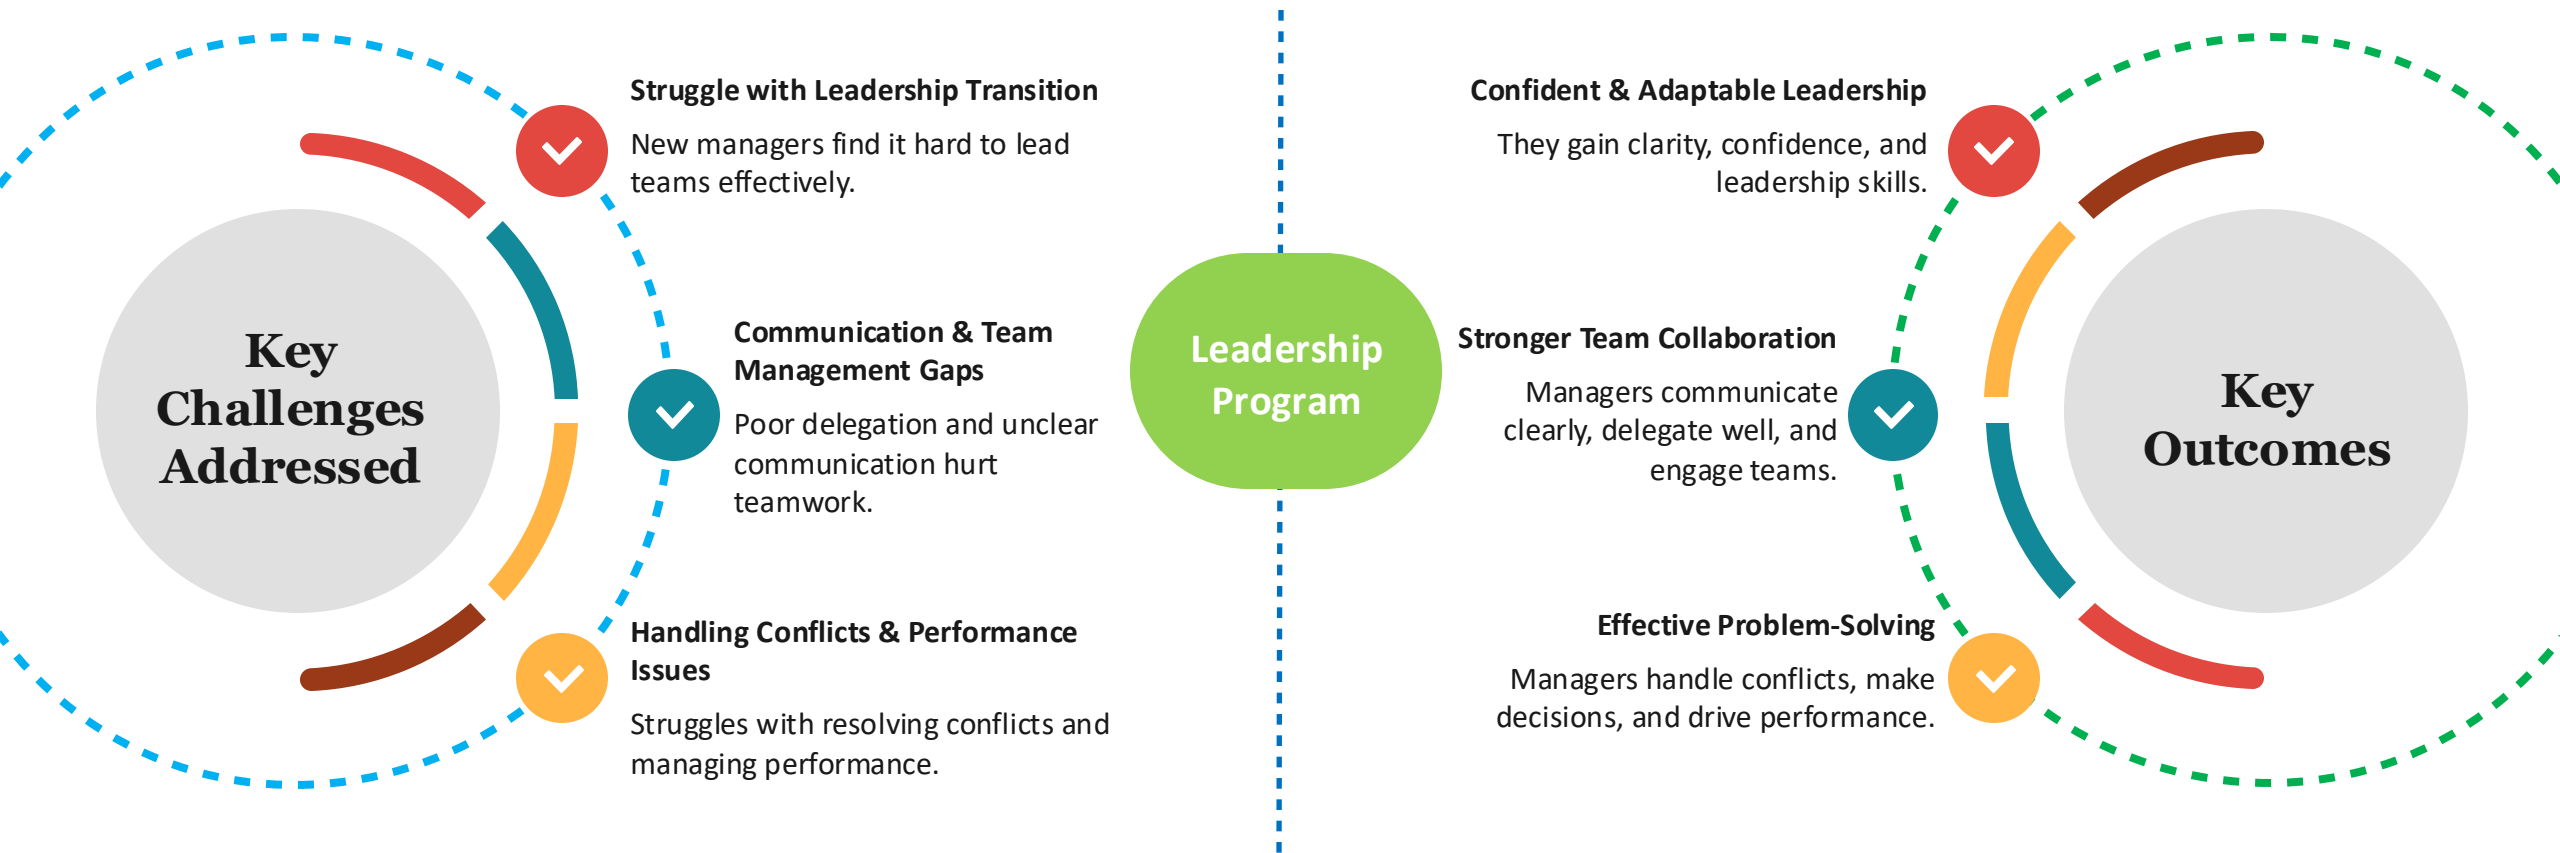 Key
Challenges
Addressed
Struggle with Leadership Transition
New managers find it hard to lead
teams effectively.
Communication & Team
Management Gaps
Poor delegation and unclear
communication hurt
teamwork.
Handling Conflicts & Performance
Issues
Struggles with resolving conflicts and
managing performance.
Leadership
Program
Confident & Adaptable Leadership
They gain clarity, confidence, and
leadership skills.
Stronger Team Collaboration
Managers communicate
clearly, delegate well, and
engage teams.
Effective Problem-Solving
Managers handle conflicts, make
decisions, and drive performance.
Key
Outcomes